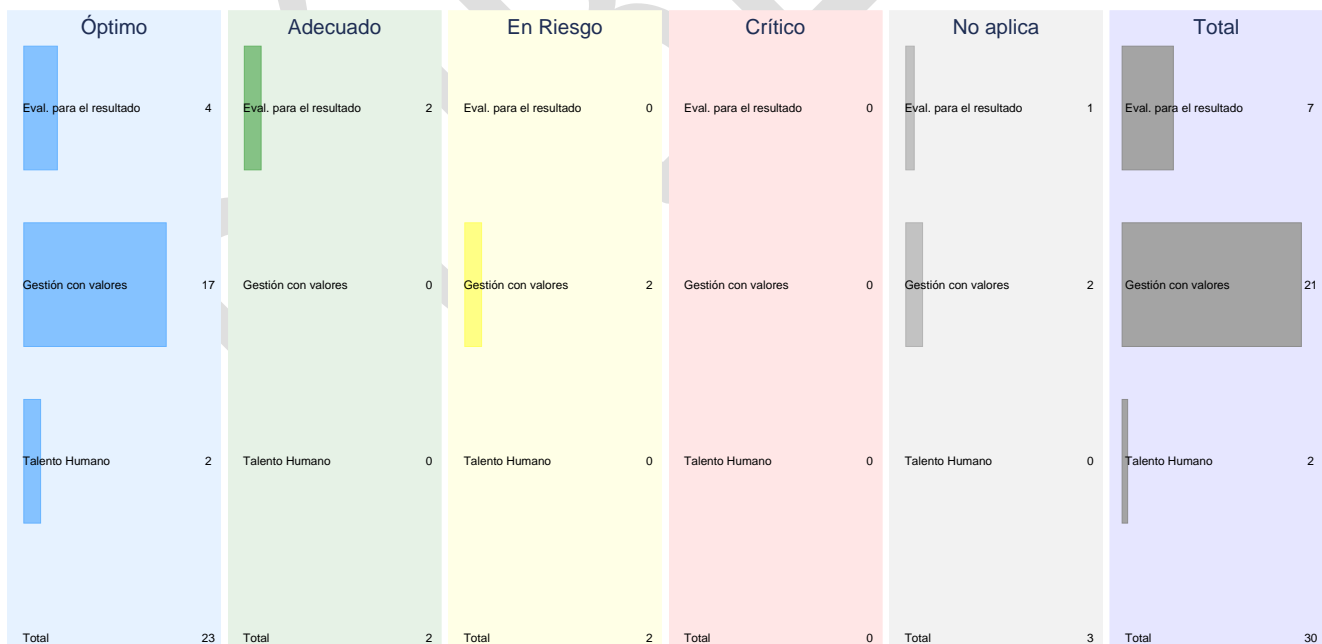 Óptimo Adecuado En Riesgo Crítico No aplica Total
Eval. para el resultado 4 Eval. para el resultado 2 Eval. para el resultado 0 Eval. para el resultado 0 Eval. para el resultado 1 Eval. para el resultado 7
Gestión con valores 17 Gestión con valores 0 Gestión con valores 2 Gestión con valores 0 Gestión con valores 2 Gestión con valores 21
Talento Humano 2 Talento Humano 0 Talento Humano 0 Talento Humano 0 Talento Humano 0 Talento Humano 2
Total 23 Total 2 Total 2 Total 0 Total 3 Total 30